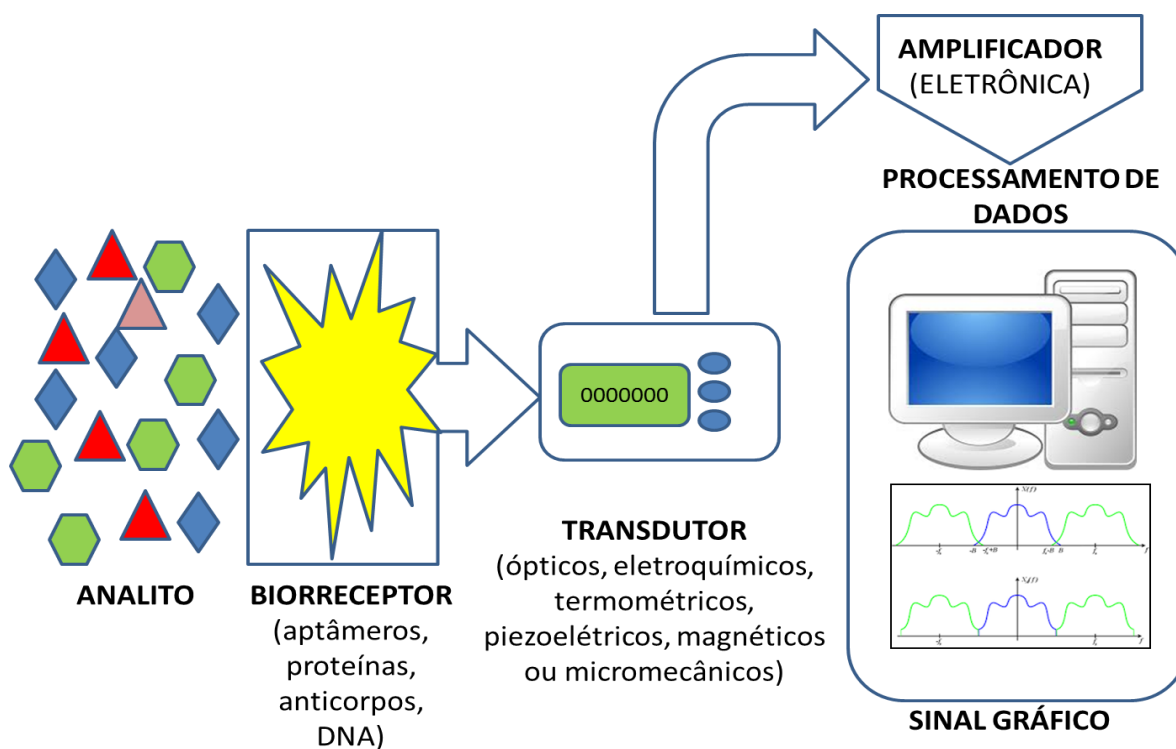 AMPLIFICADOR
(ELETRÔNICA)
PROCESSAMENTO DE
DADOS
0000000
ANALITO
BIORRECEPTOR
(aptâmeros,
proteínas,
anticorpos,
DNA)
TRANSDUTOR
(ópticos, eletroquímicos,
termométricos,
piezoelétricos, magnéticos
ou micromecânicos)
X(f)
SINAL GRÁFICO